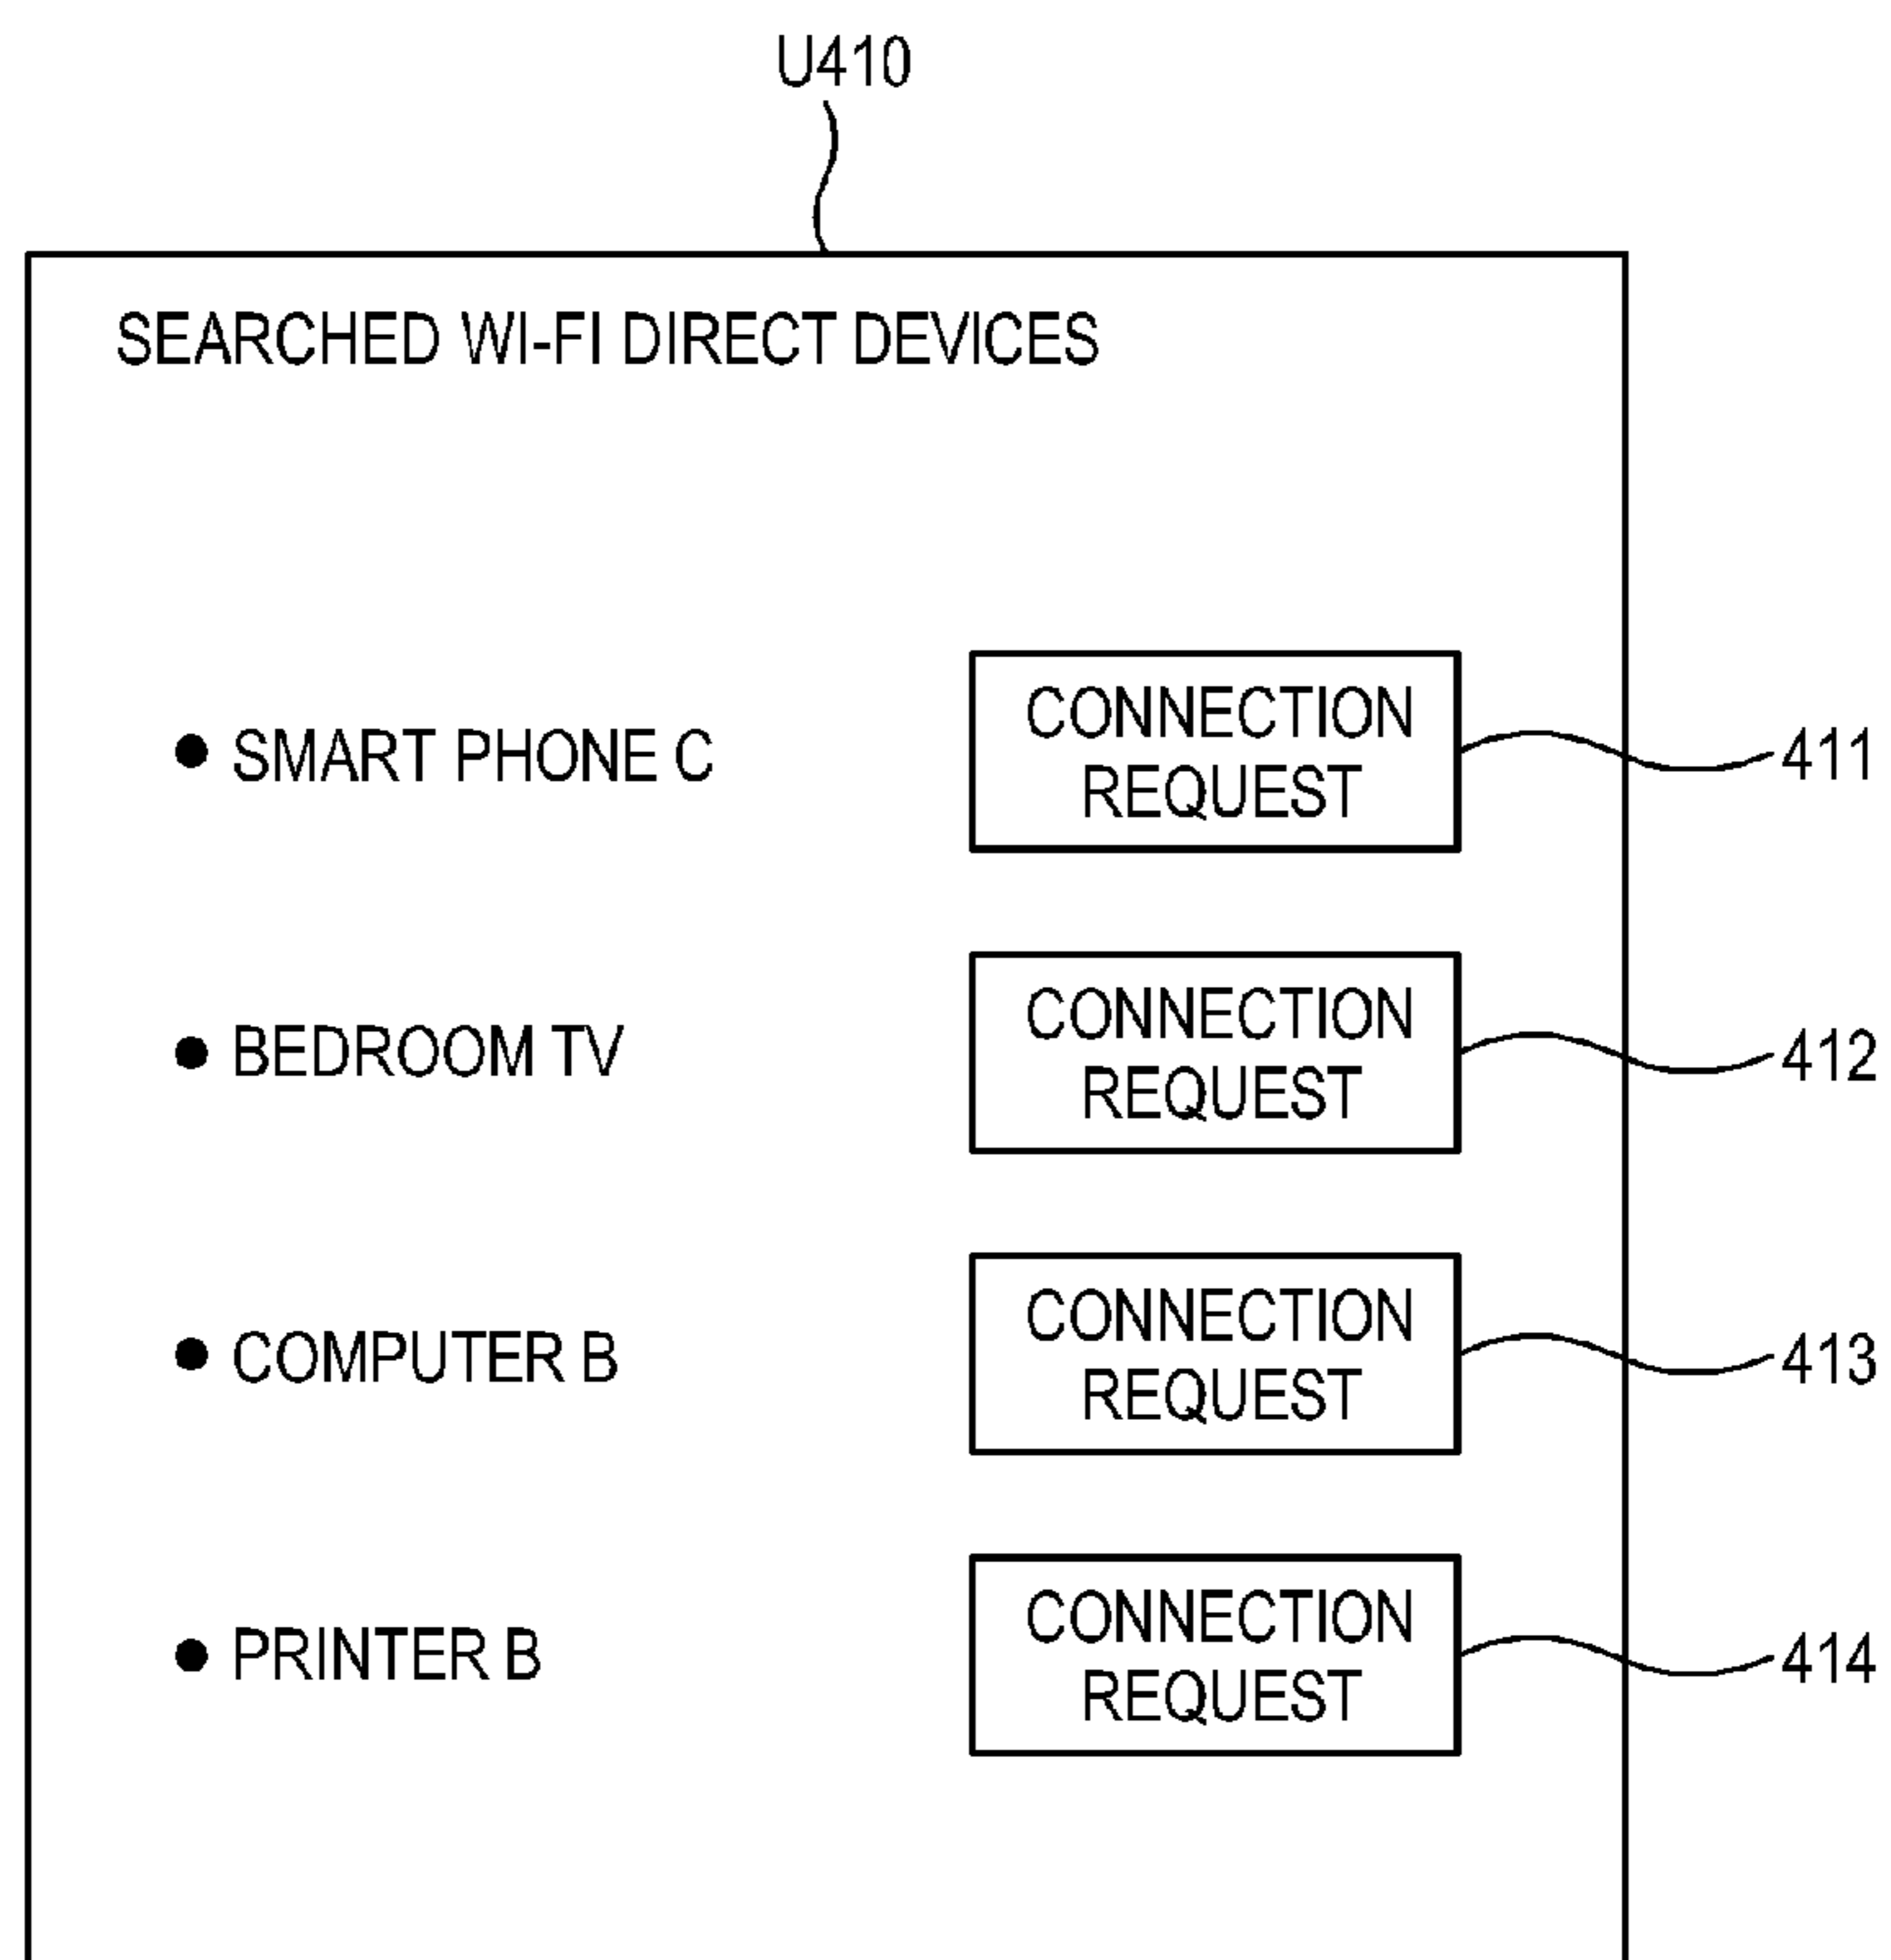 U410
SEARCHED WI-FI DIRECT DEVICES
● SMART PHONE C
CONNECTION
REQUEST
411
● BEDROOM TV
CONNECTION
REQUEST
412
● COMPUTER B
CONNECTION
REQUEST
413
● PRINTER B
CONNECTION
REQUEST
414